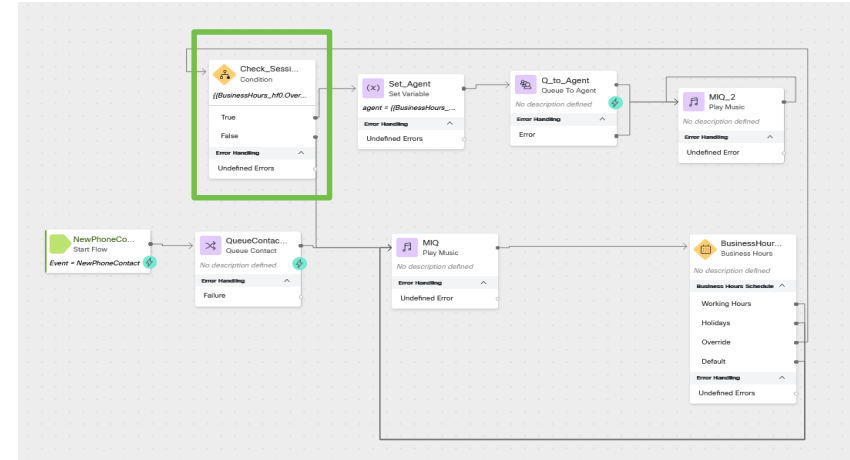 Check_Sessi...
Condition
{{BusinessHours_hf0.Over...
True
False
Error Handling
Undefined Errors
(x)
Set_Agent
Set Variable
agent = {{BusinessHours_...
Error Handling
Undefined Errors
Q_to_Agent
Queue To Agent
No description defined
Error Handling
Error
MIQ_2
Play Music
No description defined
Error Handling
Undefined Error
NewPhoneCo...
Start Flow
Event = NewPhoneContact
QueueContac...
Queue Contact
No description defined
Error Handling
Failure
MIQ
Play Music
No description defined
Error Handling
Undefined Error
BusinessHour...
Business Hours
No description defined
Business Hours Schedule
Working Hours
Holidays
Override
Default
Error Handling
Undefined Errors